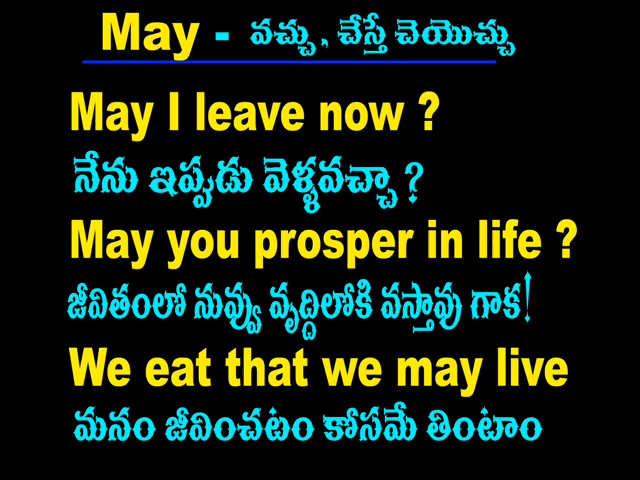 May - వచ్చు , చేస్తే చెయొచ్చు
May I leave now ?
నేను ఇప్పడు వెళ్ళవచ్చా ?
May you prosper in life ?
జీవితంలో నువ్వు వృద్దిలోకి వస్తావు గాక!
We eat that we may live
మనం జీవించటం కోసమే తింటాం